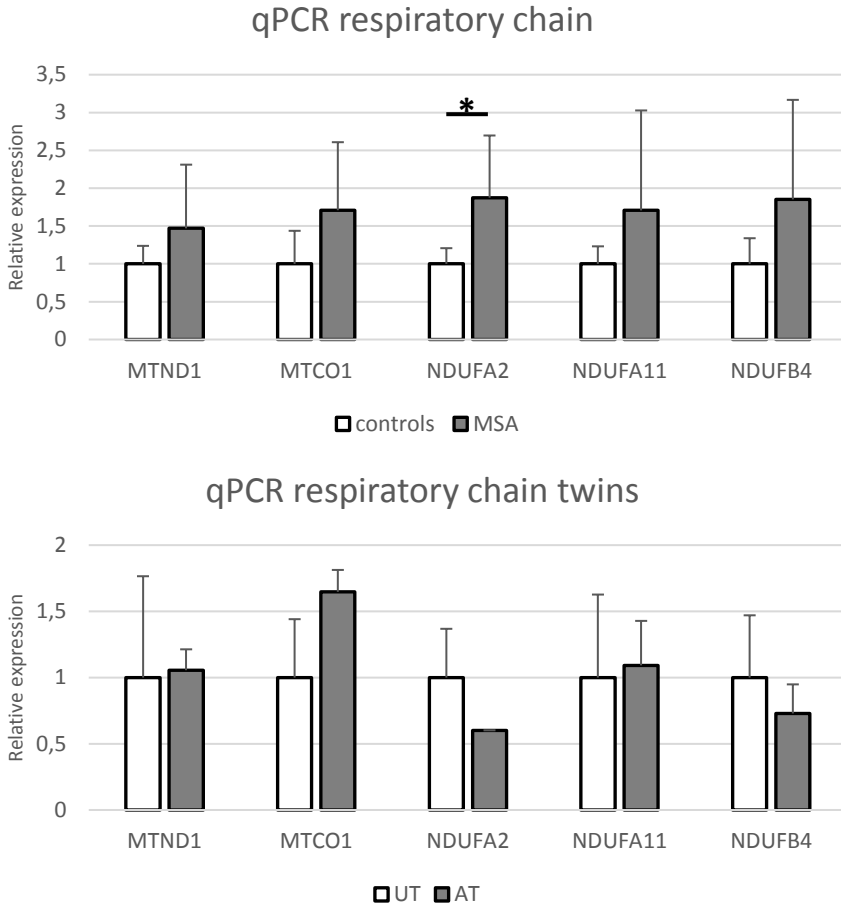 qPCR respiratory chain
3,5
3
2,5
2
1,5
1
0,5
0
Relative expression
*
MTND1 MTCO1 NDUFA2 NDUFA11 NDUFB4
controls MSA
qPCR respiratory chain twins
2
1,5
1
0,5
0
Relative expression
MTND1 MTCO1 NDUFA2 NDUFA11 NDUFB4
UT AT